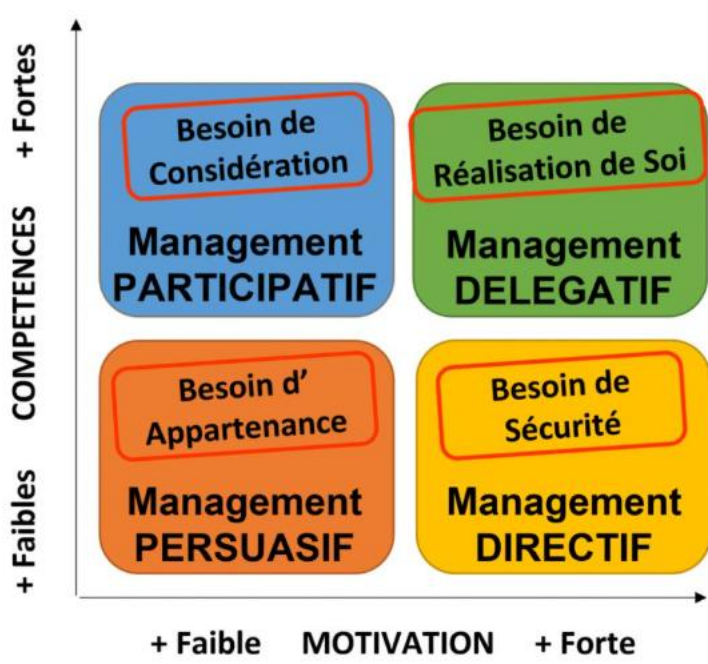 + Fortes
COMPETENCES
+ Faibles
Besoin de
Considération
Management
PARTICIPATIF
Besoin de
Réalisation de Soi
Management
DELEGATIF
Besoin d’
Appartenance
Management
PERSUASIF
Besoin de
Sécurité
Management
DIRECTIF
+ Faible MOTIVATION + Forte